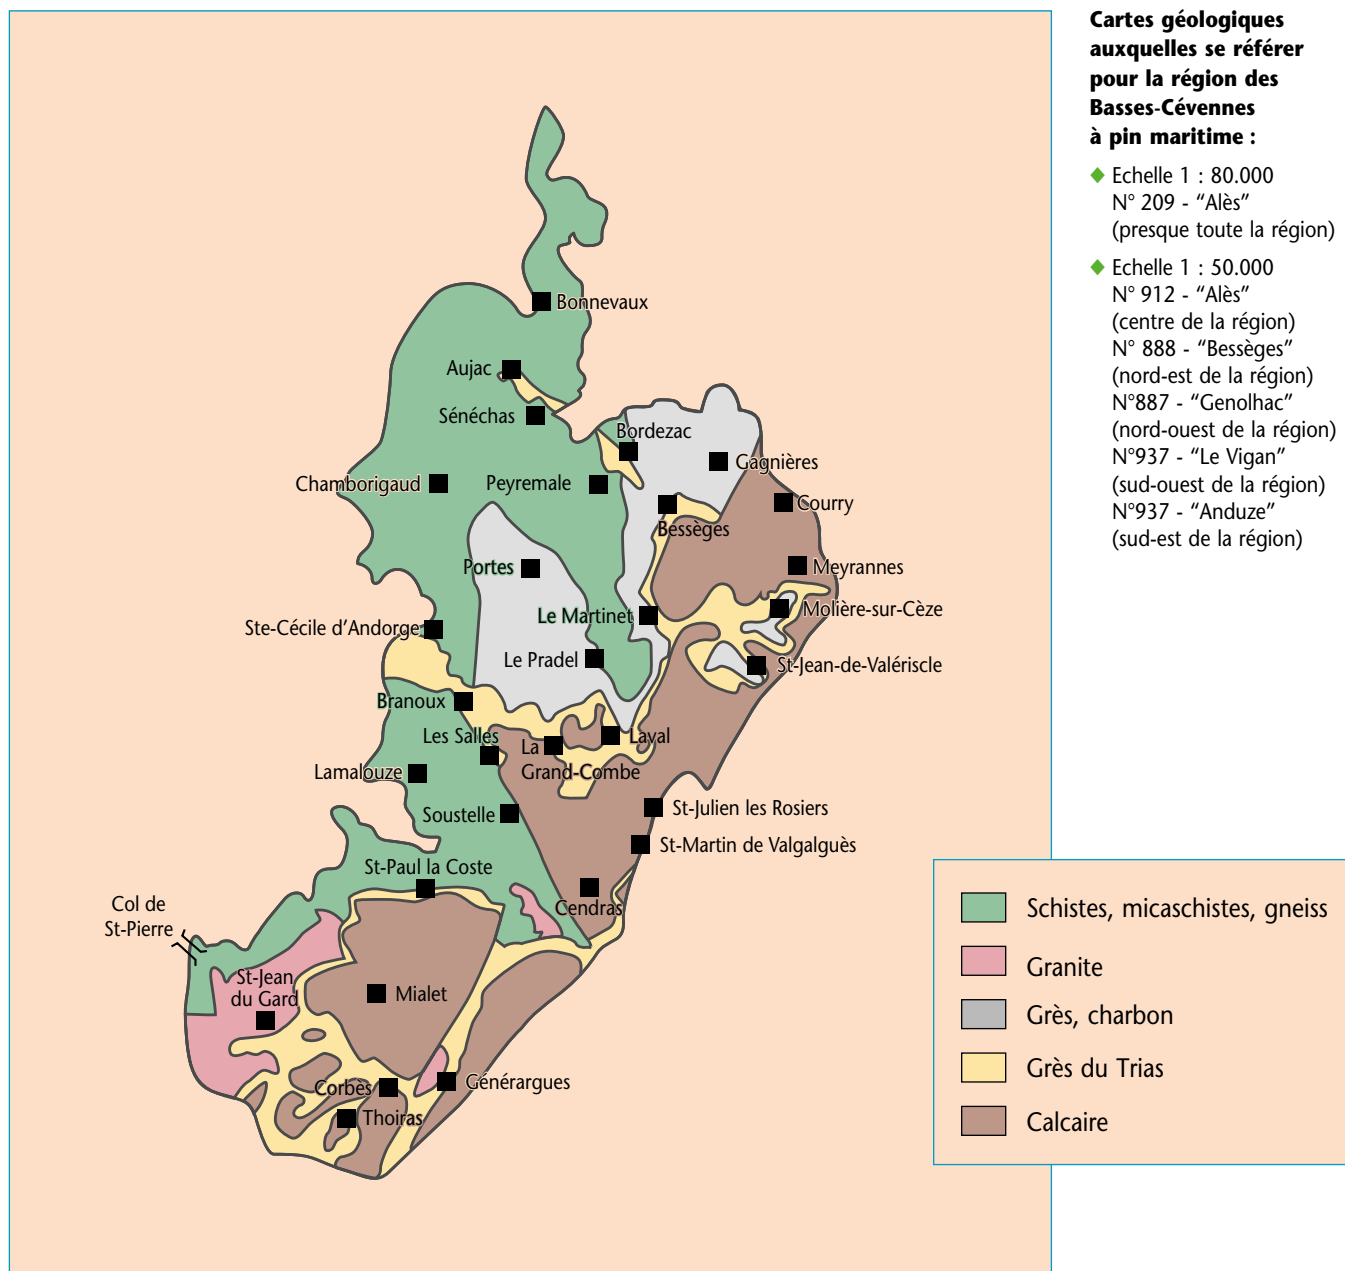 Cartes géologiques
auxquelles se référer
pour la région des
Basses-Cévennes
à pin maritime :
Echelle 1 : 80.000
N° 209 - “Alès”
(presque toute la région)
Echelle 1 : 50.000
N° 912 - “Alès”
(centre de la région)
N° 888 - “Bessèges”
(nord-est de la région)
N°887 - “Genolhac”
(nord-ouest de la région)
N°937 - “Le Vigan”
(sud-ouest de la région)
N°937 - “Anduze”
(sud-est de la région)
Bonnevaux
Aujac
Sénéchas
Bordezac
Gagnières
Chamborigaud
Peyremale
Courry
Bessèges
Portes
Meyrannes
Le Martinet
Molière-sur-Cèze
Ste-Cécile d’Andorge
Le Pradel
St-Jean-de-Valériscle
Branoux
Les Salles
La
Grand-Combe
Laval
Lamalouze
Soustelle
St-Julien les Rosiers
St-Martin de Valgalguès
St-Paul la Coste
Cendras
Col de
St-Pierre
St-Jean
du Gard
Mialet
Corbès
Générargues
Thoiras
Schistes, micaschistes, gneiss
Granite
Grès, charbon
Grès du Trias
Calcaire